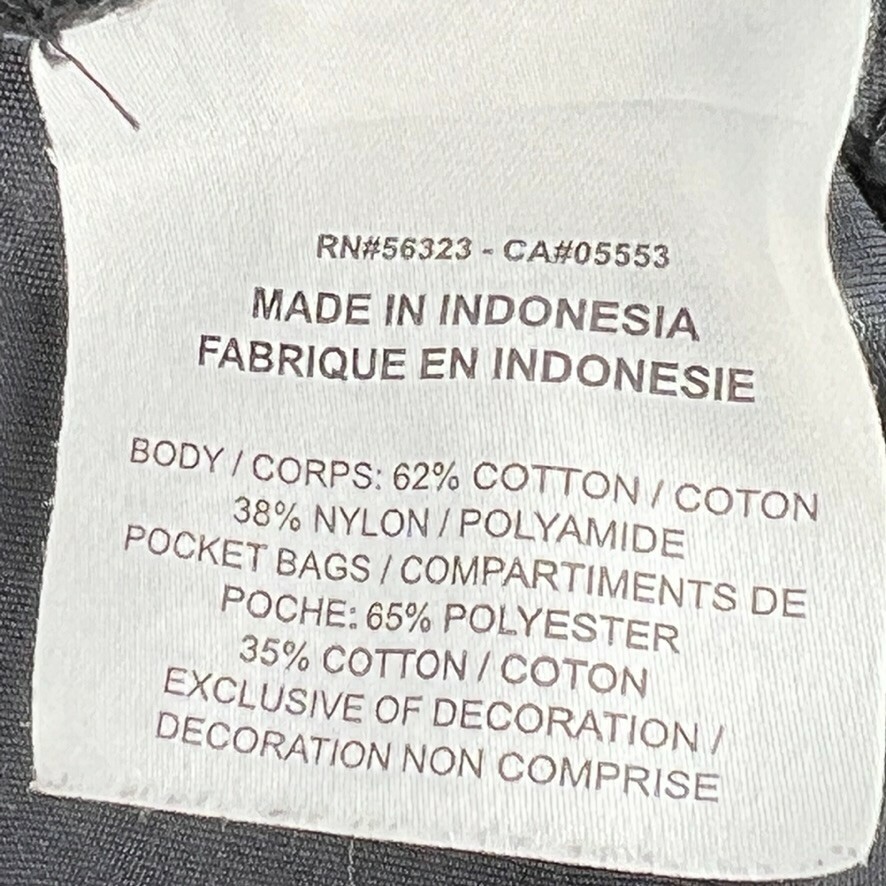 RN#56323 - CA#05553
MADE IN INDONESIA
FABRIQUE EN INDONESIE
BODY / CORPS: 62% COTTON / COTON
38% NYLON / POLYAMIDE
POCKET BAGS / COMPARTIMENTS DE
POCHE: 65% POLYESTER
35% COTTON / COTON
EXCLUSIVE OF DECORATION /
DECORATION NON COMPRISE